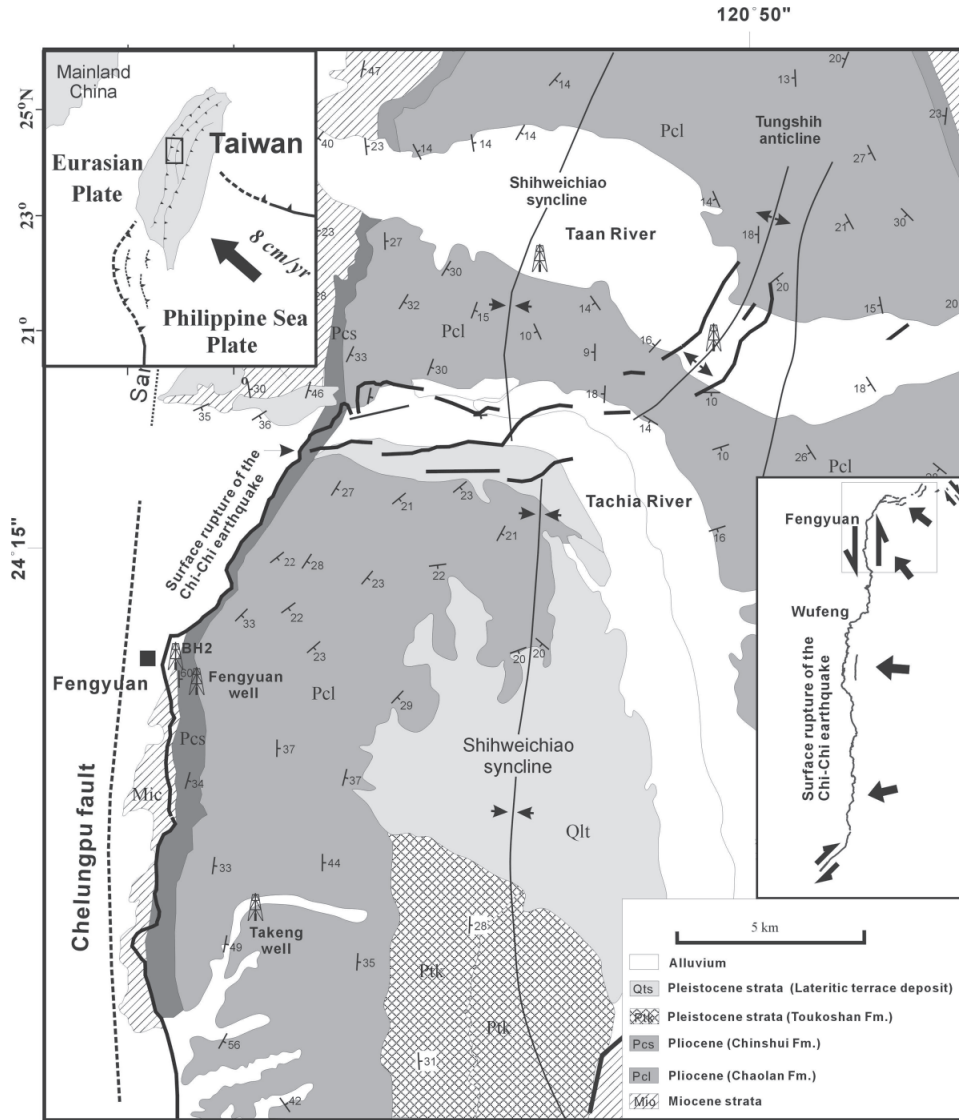 120°50"
Mainland
China
25°N
Taiwan
Eurasian
Plate
23°
8 cm/yr
Philippine Sea
Plate
21°
San
24°15"
47
14
13
20
23
Pcl
Tungshih
anticline
40
23
14
14
14
27
Shihweichiao
syncline
14
18
21
30
23
27
Taan River
30
20
28
32
15
Pcl
10
14
15
20
Pcs
33
9
16
30
30
46
18
10
18
35
36
14
10
26
Pcl
Surface rupture of the
Chi-Chi earthquake
27
21
23
Tachia River
21
16
22
28
23
22
33
22
23
20
20
BH2
Fengyuan
Fengyuan
well
Pcl
29
Pcs
37
Shihweichiao
syncline
34
37
Mic
Qlt
Chelungpu fault
33
44
Takeng
well
28
49
35
Ptk
Ptk
56
31
42
Fengyuan
Wufeng
Surface rupture of the
Chi-Chi earthquake
5 km
Alluvium
Qts Pleistocene strata (Lateritic terrace deposit)
Ptk Pleistocene strata (Toukoshan Fm.)
Pcs Pliocene (Chinshui Fm.)
Pcl Pliocene (Chaolan Fm.)
Mio Miocene strata